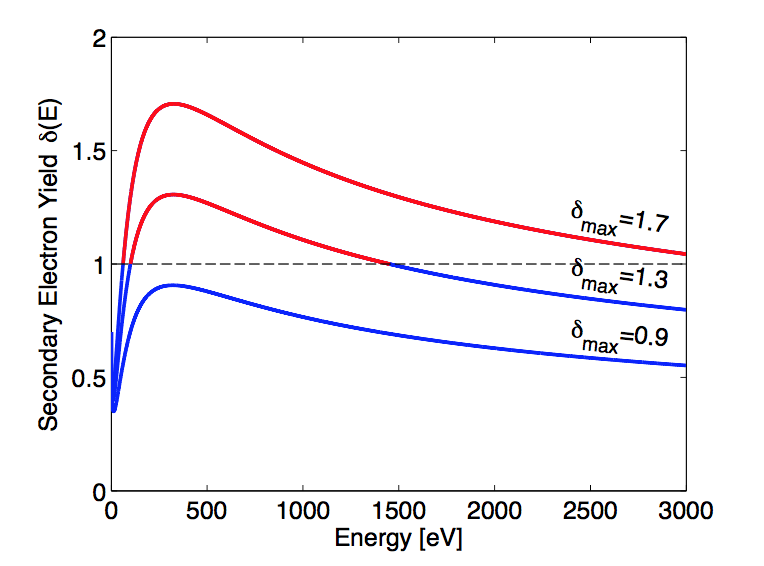 2
1.5
1
0.5
0
0
500
1000
1500
2000
2500
3000
Energy [eV]
Secondary Electron Yield δ(E)
δmax=1.7
δmax=1.3
δmax=0.9